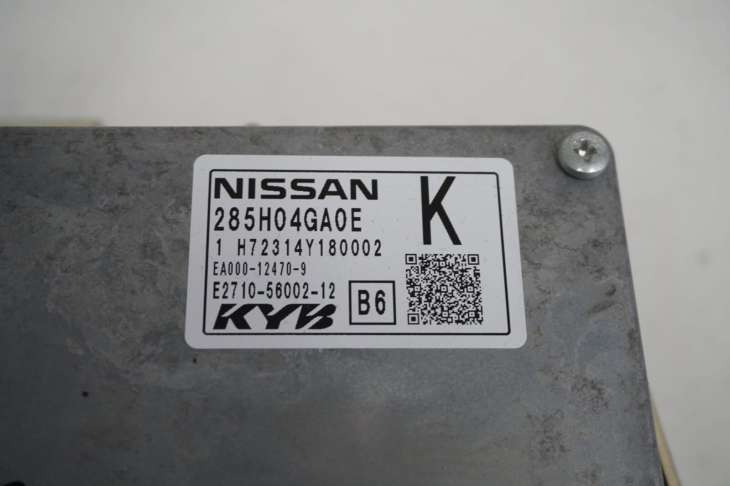 NISSAN
K
285H04GA0E
1 H72314Y180002
EA000-12470-9
E2710-56002-12
B6
KYB